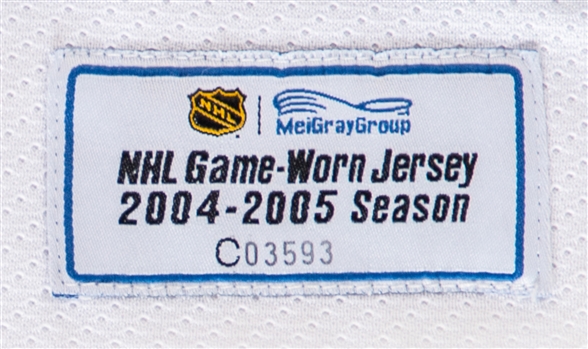 NHL
MeiGrayGroup
NHL Game-Worn Jersey
2004-2005 Season
C03593